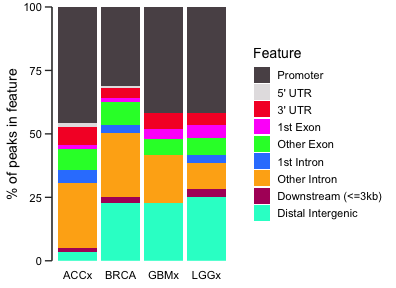 % of peaks in feature
100
75
50
25
0
ACCx BRCA GBMx LGGx
Feature
Promoter
5' UTR
3' UTR
1st Exon
Other Exon
1st Intron
Other Intron
Downstream (<=3kb)
Distal Intergenic